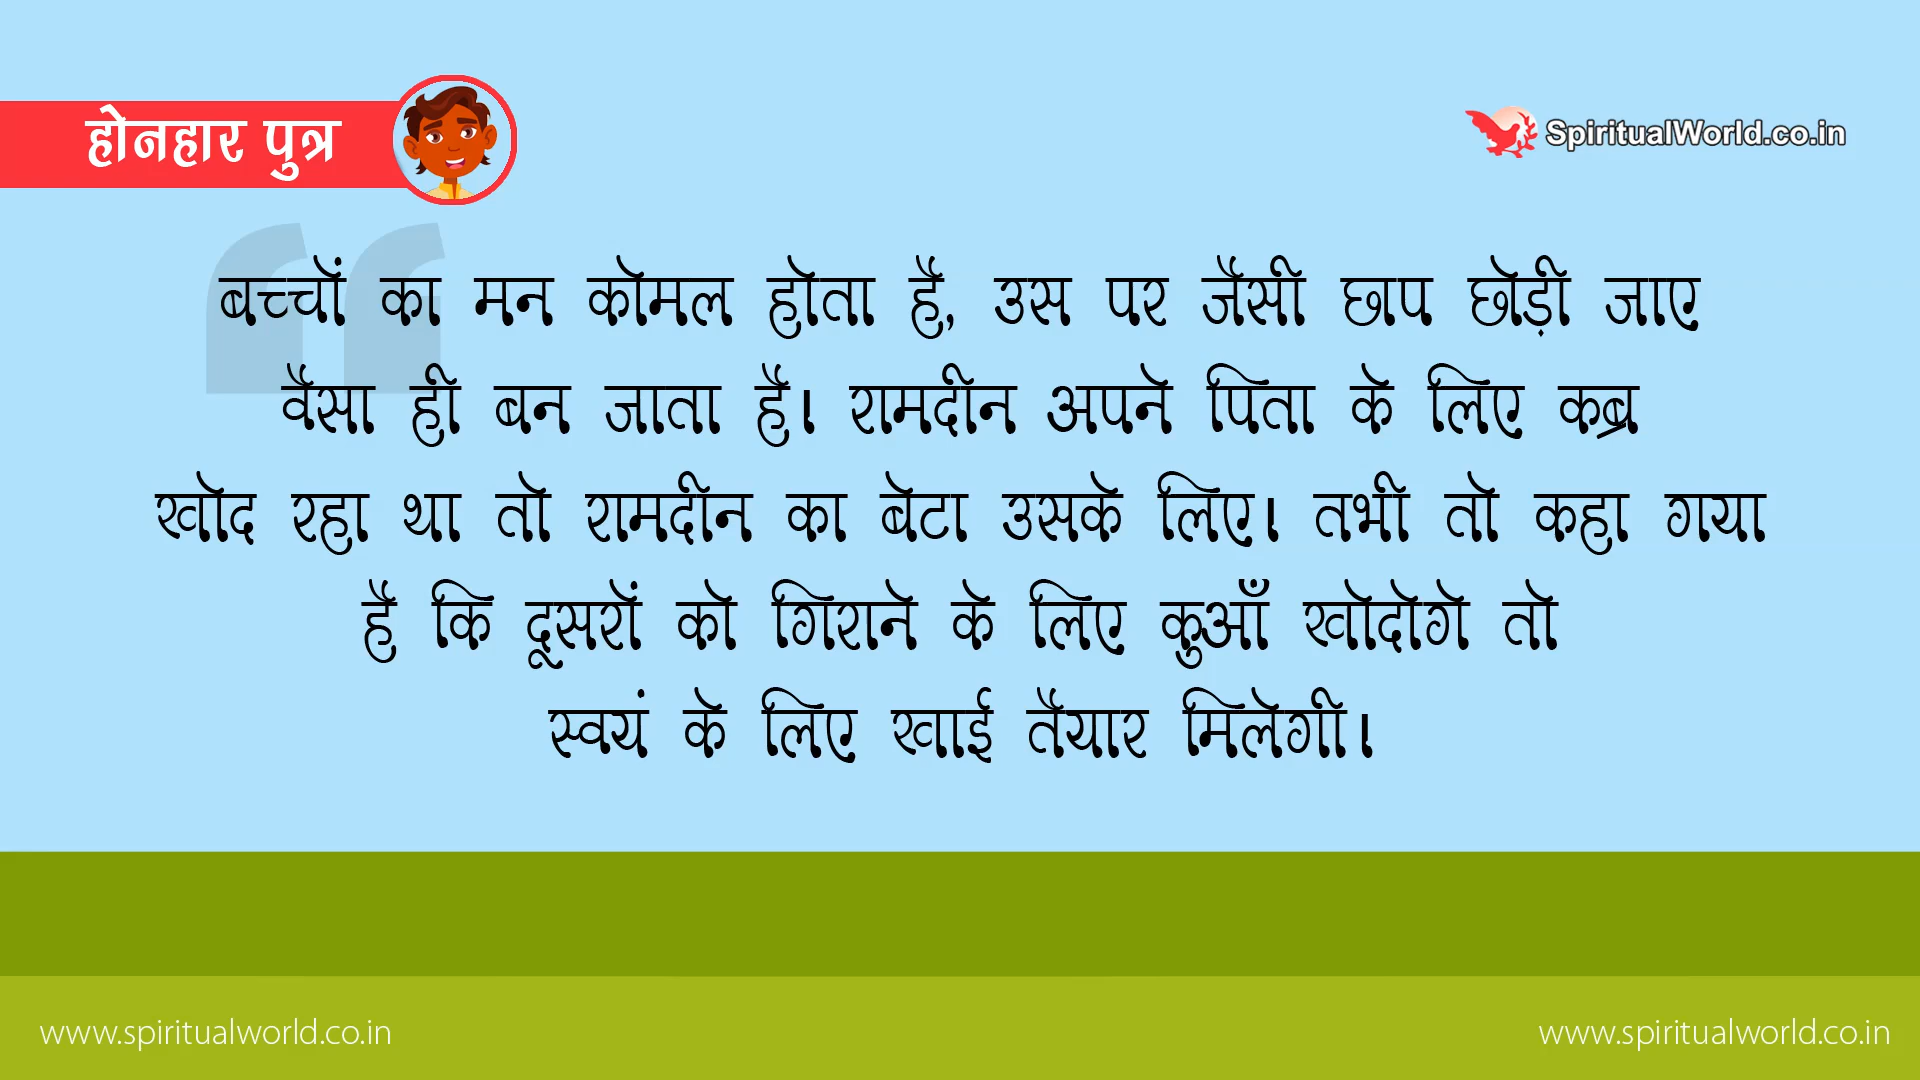 होनहार पुत्र
SpiritualWorld.co.in
बच्चों का मन कोमल होता है, उस पर जैसी छाप छोड़ी जाए
वैसा ही बन जाता है। रामदीन अपने पिता के लिए कब्र
खोद रहा था तो रामदीन का बेटा उसके लिए। तभी तो कहा गया
है कि दूसरों को गिराने के लिए कुआँ खोदोगे तो
स्वयं के लिए खाई तैयार मिलेगी।
www.spiritualworld.co.in
www.spiritualworld.co.in